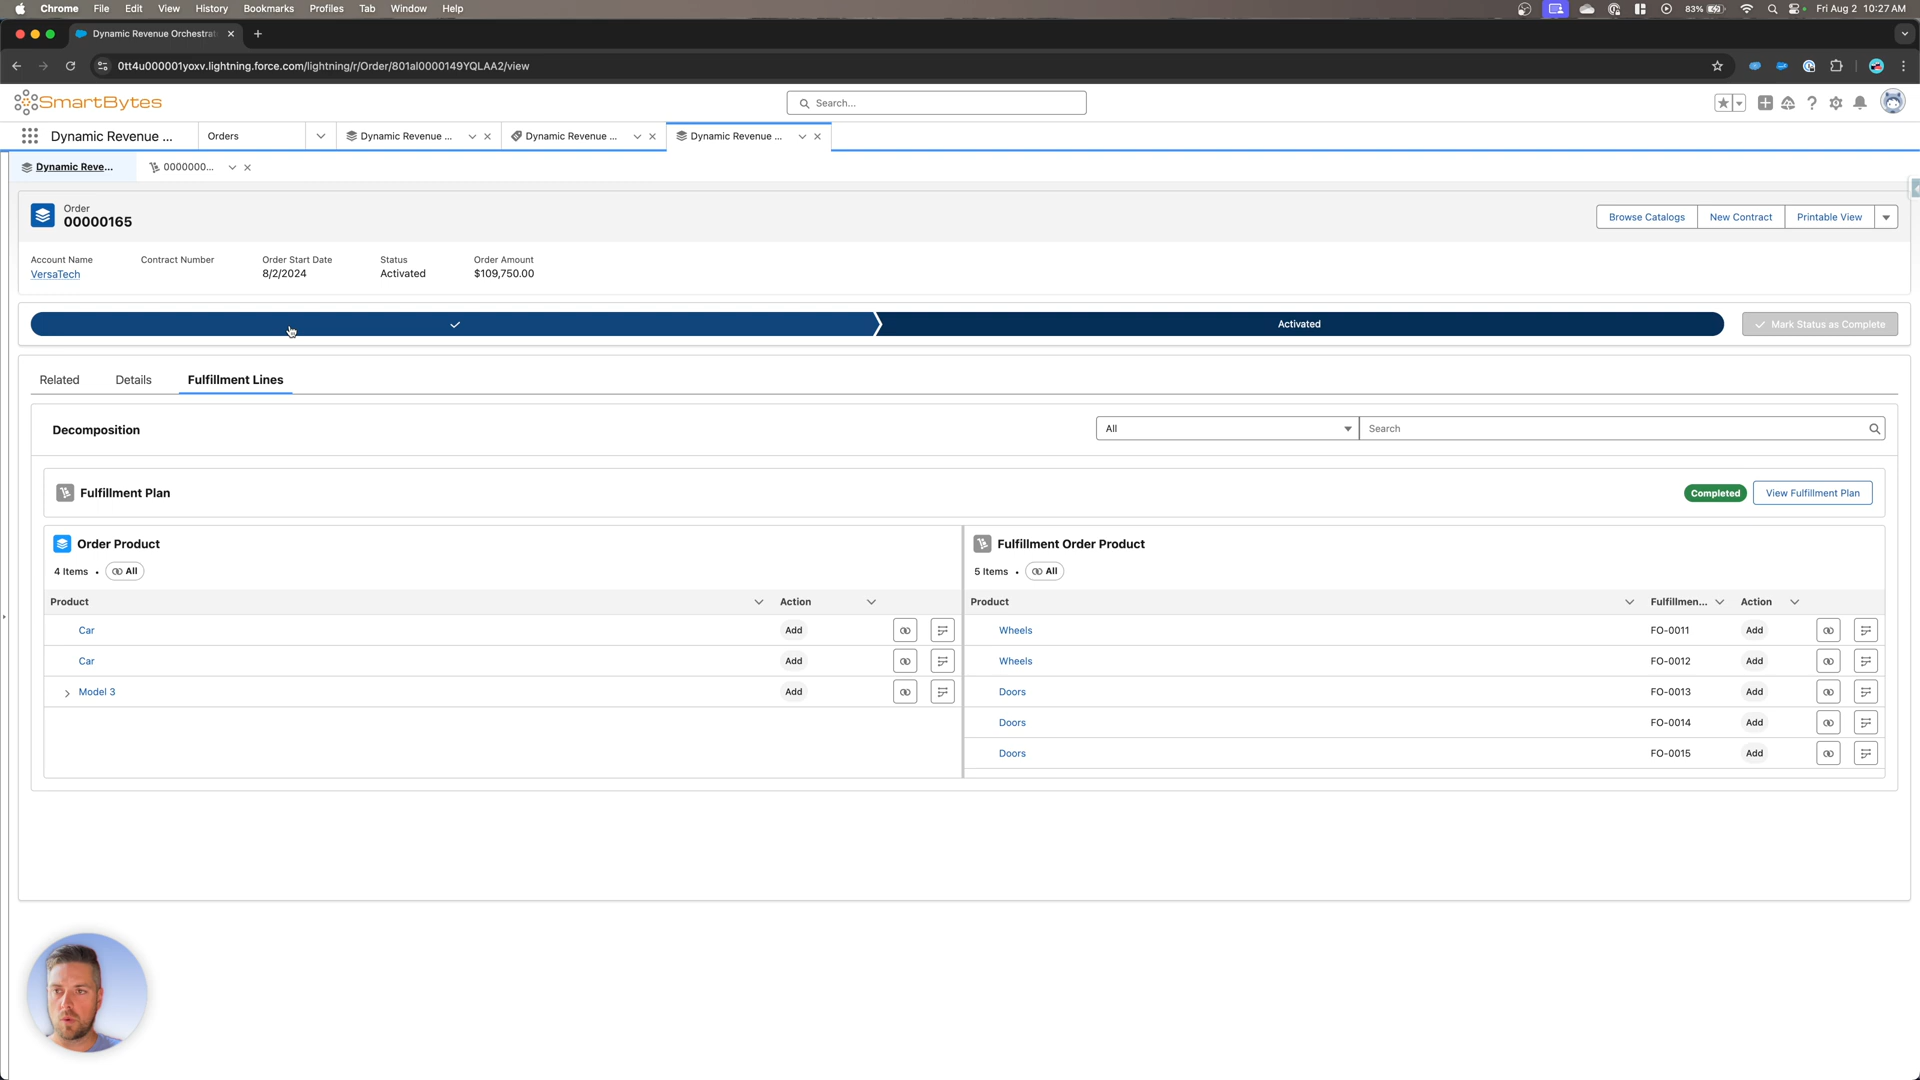 Chrome File Edit View History Bookmarks Profiles Tab Window Help 83% Fri Aug 2 10:27 AM
Dynamic Revenue Orchestra
0tt4u000001yoxv.lightning.force.com/lightning/r/Order/801al0000149YQLAA2/view
SmartBytes Search...
Dynamic Revenue ... Orders Dynamic Revenue ... Dynamic Revenue ... Dynamic Revenue ...
Dynamic Reve... 0000000...
Order
00000165 Browse Catalogs New Contract Printable View
Account Name Contract Number Order Start Date Status Order Amount
VersaTech 8/2/2024 Activated $109,750.00
Activated Mark Status as Complete
Related Details Fulfillment Lines
Decomposition All Search
Fulfillment Plan Completed View Fulfillment Plan
Order Product Fulfillment Order Product
4 Items • All 5 Items • All
Product Action Product Fulfillmen... Action
Car Add Wheels FO-0011 Add
Car Add Wheels FO-0012 Add
Model 3 Add Doors FO-0013 Add
Doors FO-0014 Add
Doors FO-0015 Add